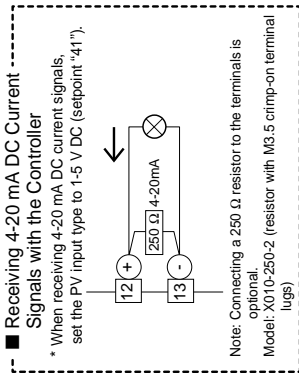 ■ Receiving 4-20 mA DC Current
Signals with the Controller
* When receiving 4-20 mA DC current signals,
set the PV input type to 1-5 V DC (setpoint “41”).
12
+
250 Ω
4-20mA
13
-
Note: Connecting a 250 Ω resistor to the terminals is
optional.
Model: X010-250-2 (resistor with M3.5 crimp-on terminal
lugs)